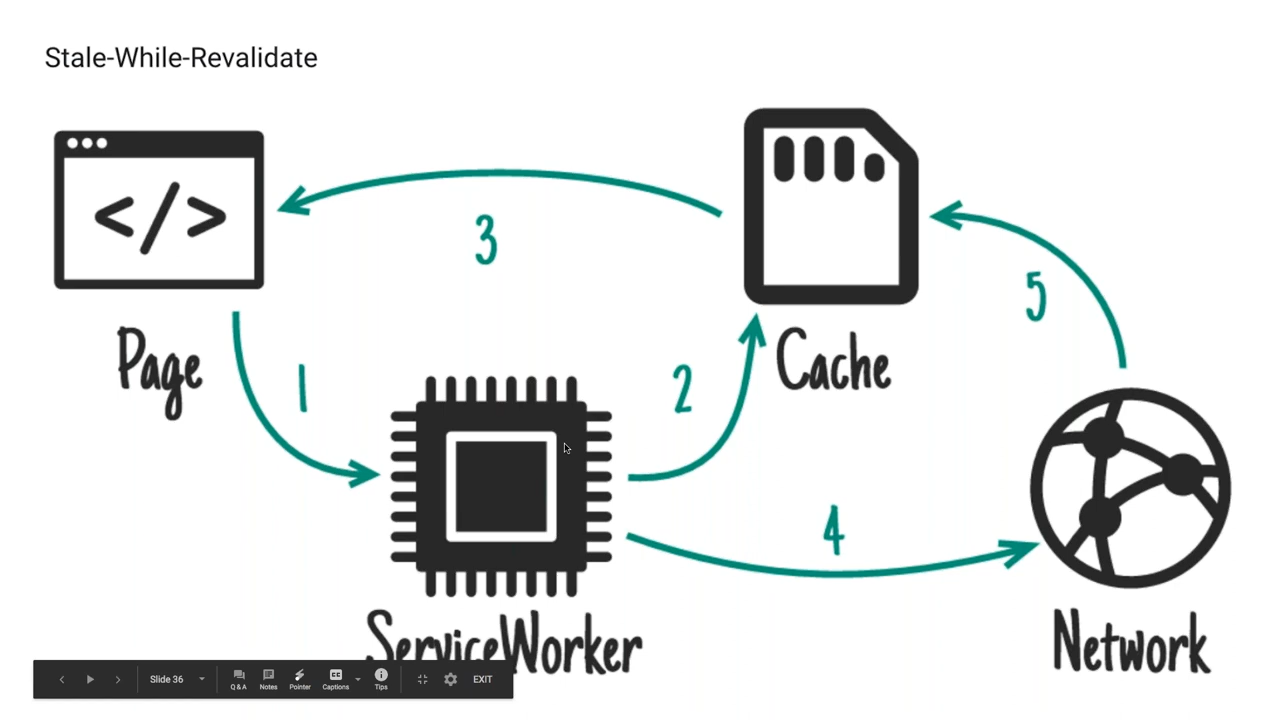 Stale-While-Revalidate
</>
3
5
Page
1
2
Cache
4
ServiceWorker
Network
Slide 36
Q & A
Notes
Pointer
CC
Captions
Tips
EXIT